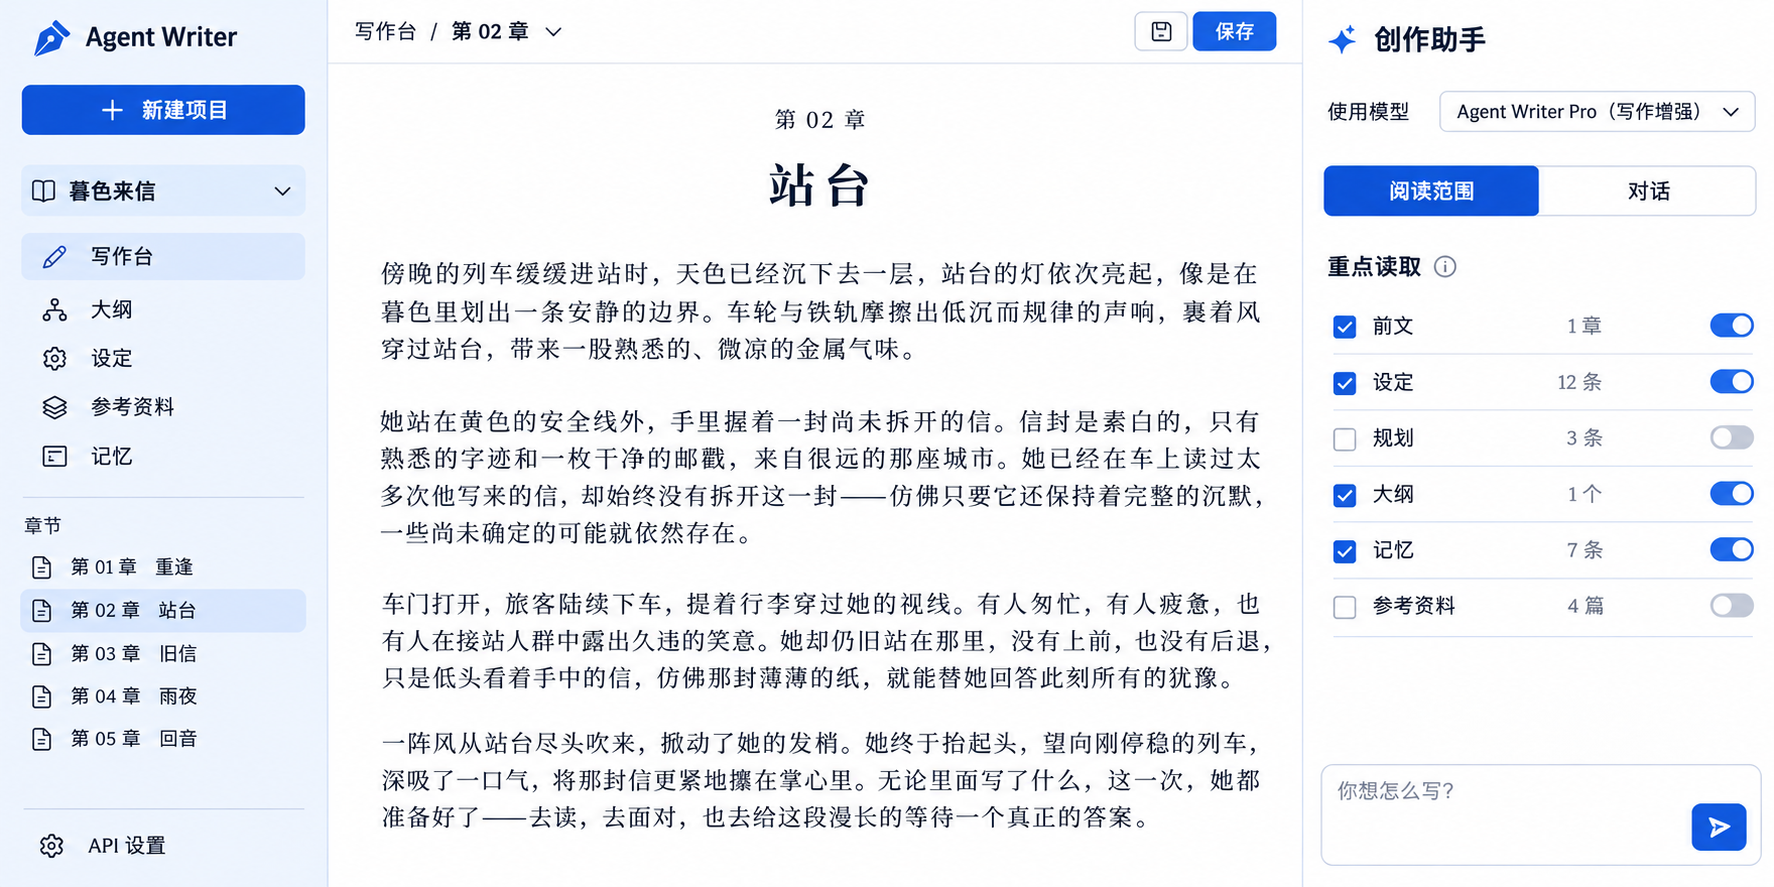 Agent Writer
新建项目
暮色来信
写作台
大纲
设定
参考资料
记忆
章节
第 01 章 重逢
第 02 章 站台
第 03 章 旧信
第 04 章 雨夜
第 05 章 回音
API 设置
写作台 / 第 02 章
保存
第 02 章
站台
傍晚的列车缓缓进站时，天色已经沉下去一层，站台的灯依次亮起，像是在
暮色里划出一条安静的边界。车轮与铁轨摩擦出低沉而规律的声响，裹着风
穿过站台，带来一股熟悉的、微凉的金属气味。
她站在黄色的安全线外，手里握着一封尚未拆开的信。信封是素白的，只有
熟悉的字迹和一枚干净的邮戳，来自很远的那座城市。她已经在车上读过太
多次他写来的信，却始终没有拆开这一封——仿佛只要它还保持着完整的沉默，
一些尚未确定的可能就依然存在。
车门打开，旅客陆续下车，提着行李穿过她的视线。有人匆忙，有人疲惫，也
有人在接站人群中露出久违的笑意。她却仍旧站在那里，没有上前，也没有后退，
只是低头看着手中的信，仿佛那封薄薄的纸，就能替她回答此刻所有的犹豫。
一阵风从站台尽头吹来，掀动了她的发梢。她终于抬起头，望向刚停稳的列车，
深吸了一口气，将那封信更紧地攥在掌心里。无论里面写了什么，这一次，她都
准备好了——去读，去面对，也去给这段漫长的等待一个真正的答案。
创作助手
使用模型 Agent Writer Pro（写作增强）
阅读范围 对话
重点读取
前文 1 章
设定 12 条
规划 3 条
大纲 1 个
记忆 7 条
参考资料 4 篇
你想怎么写？